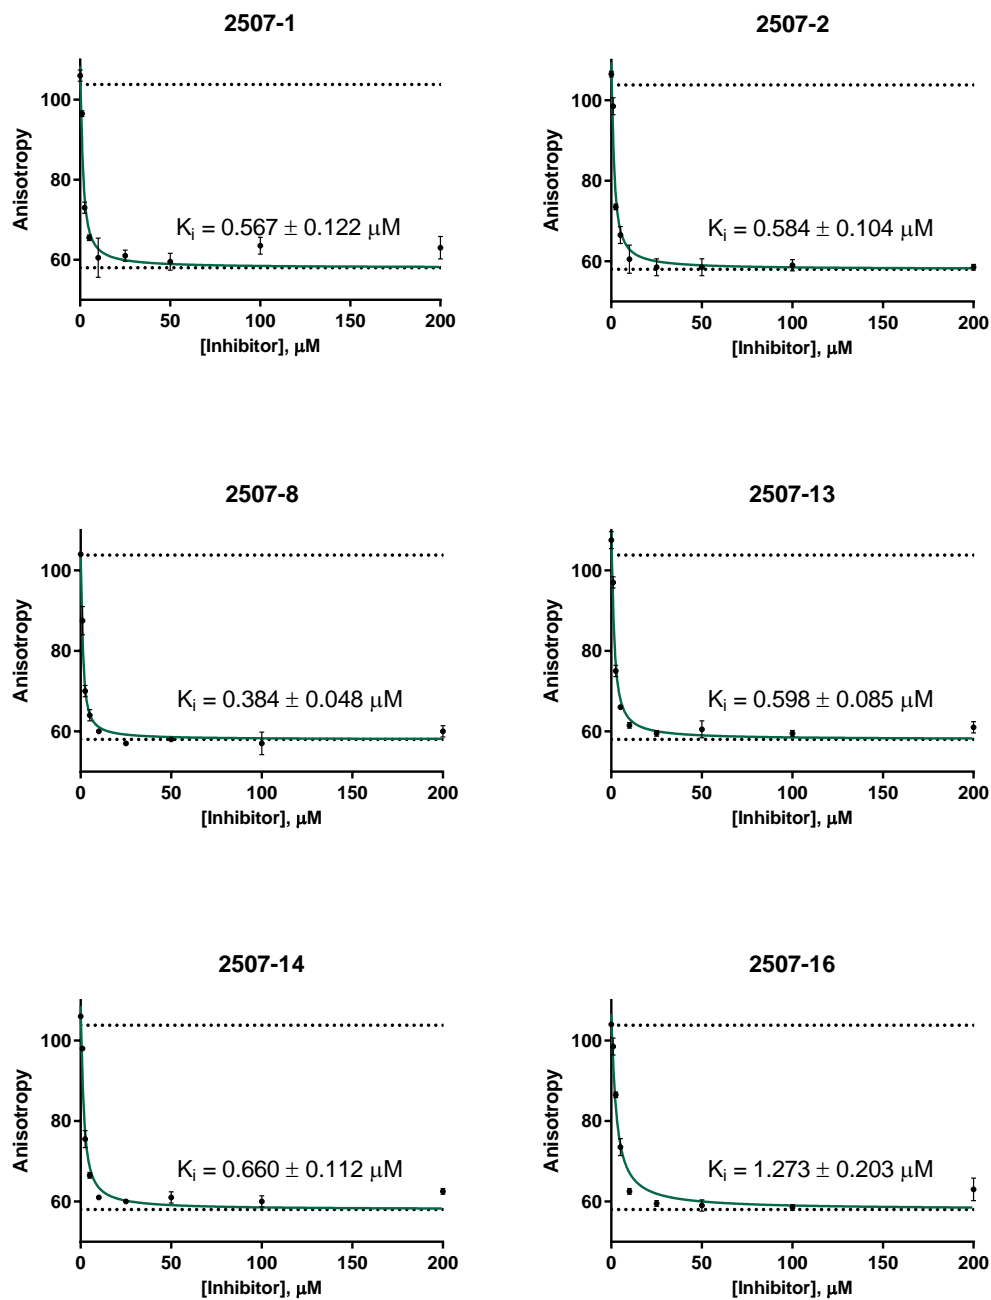 2507-1
Anisotropy
100
80
60
Kᵢ = 0.567 ± 0.122 μM
0 50 100 150 200
[Inhibitor], μM
2507-2
Anisotropy
100
80
60
Kᵢ = 0.584 ± 0.104 μM
0 50 100 150 200
[Inhibitor], μM
2507-8
Anisotropy
100
80
60
Kᵢ = 0.384 ± 0.048 μM
0 50 100 150 200
[Inhibitor], μM
2507-13
Anisotropy
100
80
60
Kᵢ = 0.598 ± 0.085 μM
0 50 100 150 200
[Inhibitor], μM
2507-14
Anisotropy
100
80
60
Kᵢ = 0.660 ± 0.112 μM
0 50 100 150 200
[Inhibitor], μM
2507-16
Anisotropy
100
80
60
Kᵢ = 1.273 ± 0.203 μM
0 50 100 150 200
[Inhibitor], μM